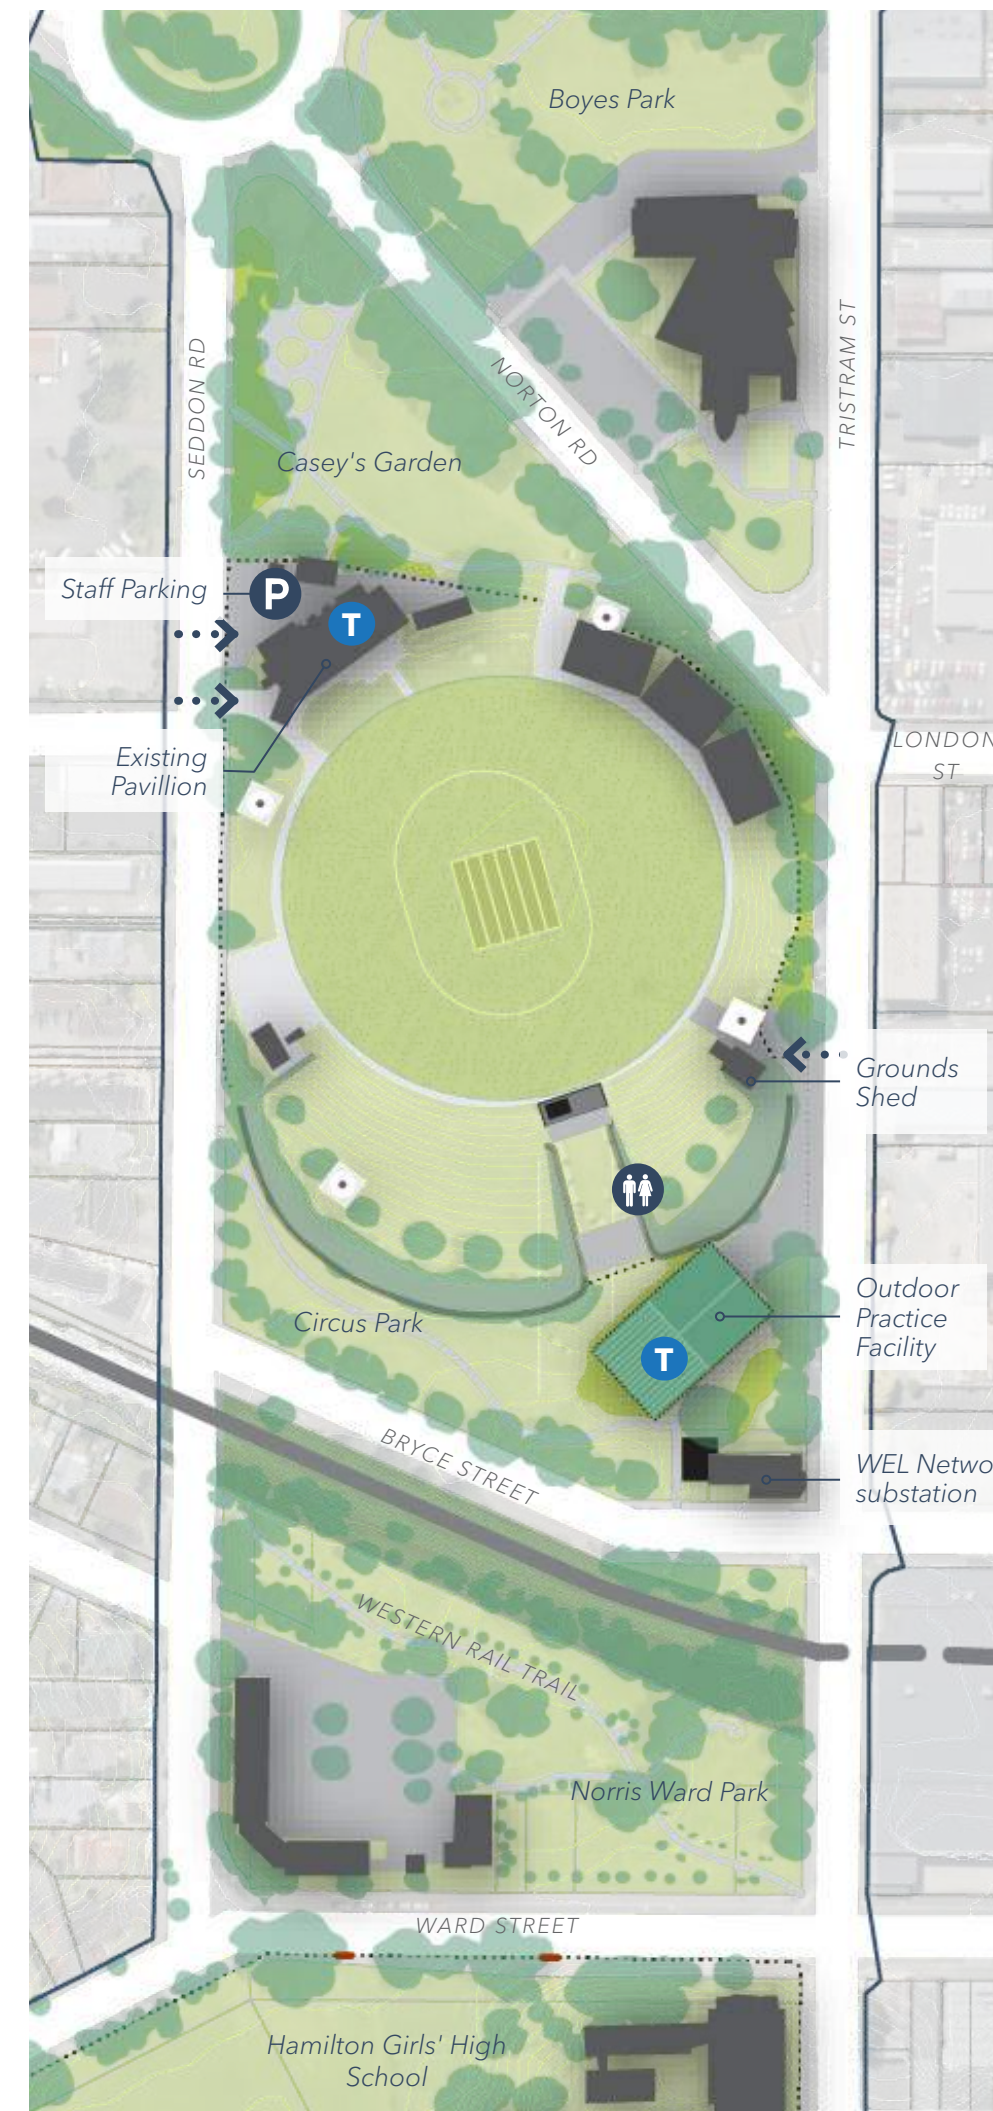 Boyes Park
TRISTRAM ST
SEDDON RD
NORTON RD
Casey's Garden
Staff Parking
P
T
LONDON
ST
Existing
Pavillion
Grounds
Shed
Outdoor
Practice
Facility
Circus Park
T
BRYCE STREET
WEL Netwo
substation
WESTERN RAIL TRAIL
Norris Ward Park
WARD STREET
Hamilton Girls' High
School